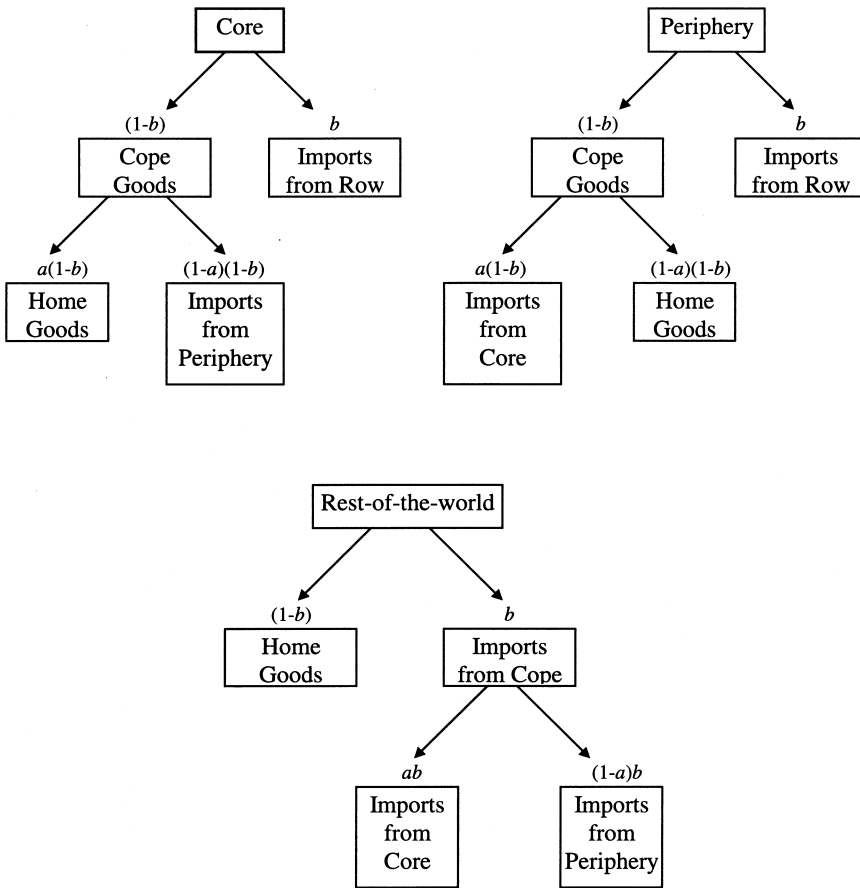 Core
(1-b)
b
Cope
Goods
Imports
from Row
a(1-b)
(1-a)(1-b)
Home
Goods
Imports
from
Periphery
Periphery
(1-b)
b
Cope
Goods
Imports
from Row
a(1-b)
(1-a)(1-b)
Imports
from
Core
Home
Goods
Rest-of-the-world
(1-b)
b
Home
Goods
Imports
from Cope
ab
(1-a)b
Imports
from
Core
Imports
from
Periphery